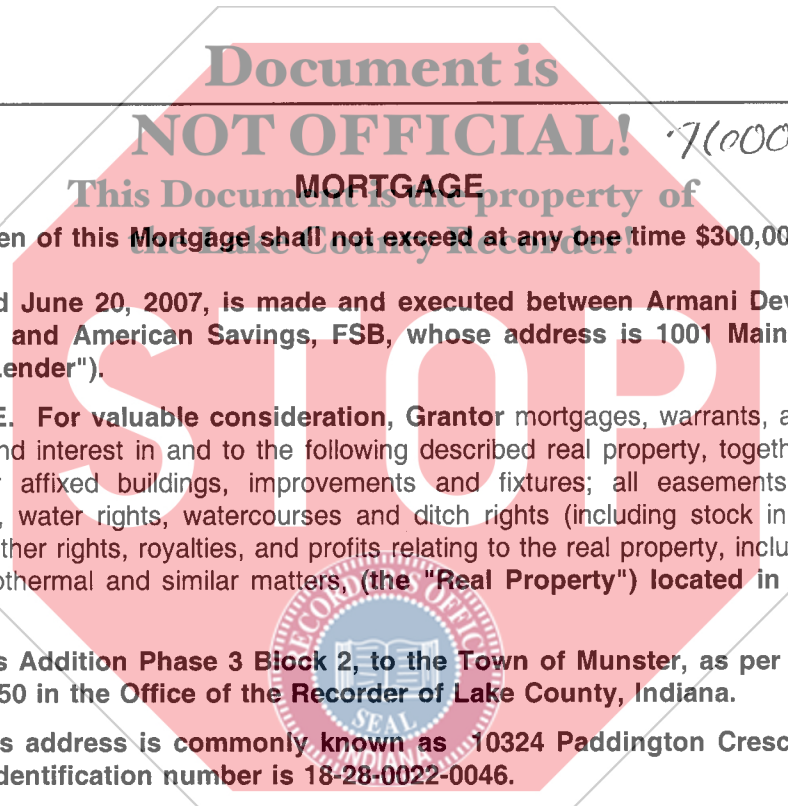 Document is
NOT OFFICIAL!
MORTGAGE
This Document is the property of
the Lake County Recorder!
en of this Mortgage shall not exceed at any one time $300,00
d June 20, 2007, is made and executed between Armani Dev
and American Savings, FSB, whose address is 1001 Main
ender").
E. For valuable consideration, Grantor mortgages, warrants, a
nd interest in and to the following described real property, togeth
affixed buildings, improvements and fixtures; all easements
, water rights, watercourses and ditch rights (including stock in
ther rights, royalties, and profits relating to the real property, inclu
othermal and similar matters, (the "Real Property") located in
STOP
s Addition Phase 3 Block 2, to the Town of Munster, as per
50 in the Office of the Recorder of Lake County, Indiana.
s address is commonly known as 10324 Paddington Cresc
dentification number is 18-28-0022-0046.
SEAL
INDIANA